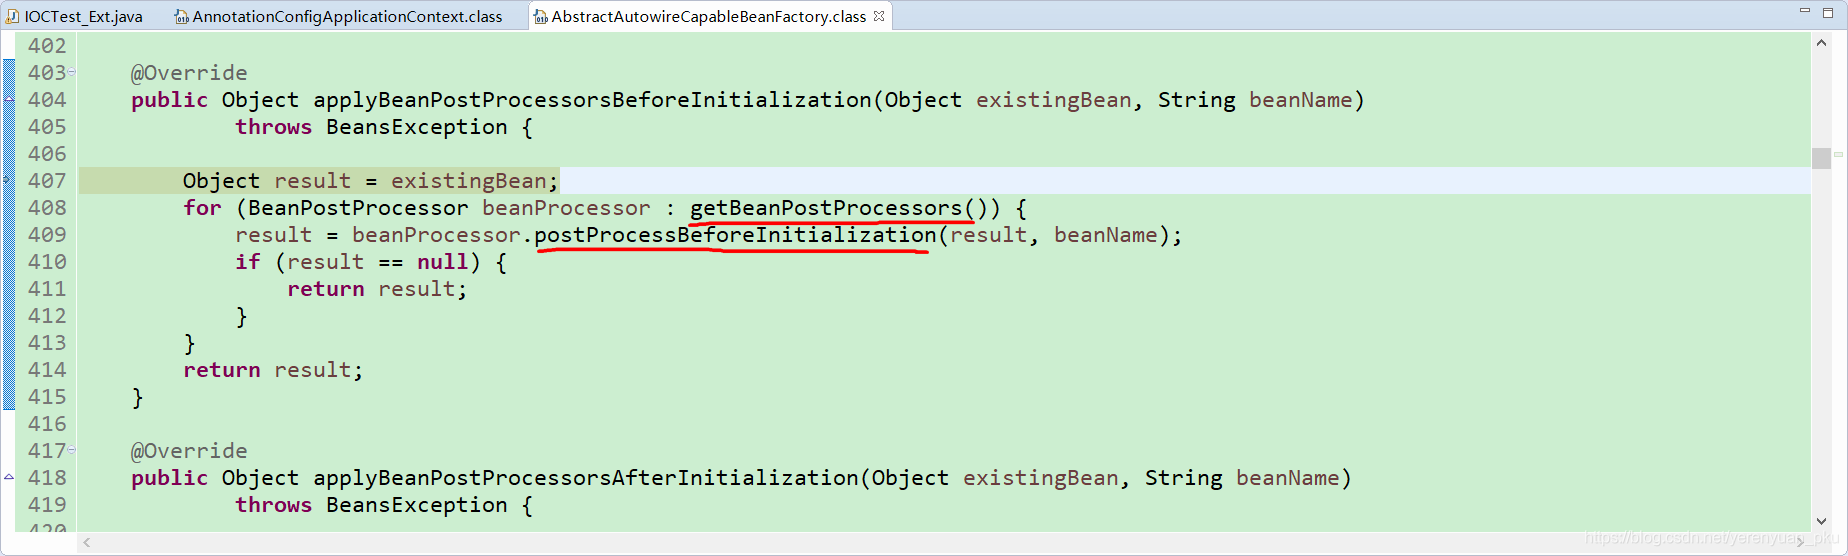 IOCTest_Ext.java AnnotationConfigApplicationContext.class AbstractAutowireCapableBeanFactory.class
402
403 @Override
404 public Object applyBeanPostProcessorsBeforeInitialization(Object existingBean, String beanName)
405 throws BeansException {
406
407 Object result = existingBean;
408 for (BeanPostProcessor beanProcessor : getBeanPostProcessors()) {
409 result = beanProcessor.postProcessBeforeInitialization(result, beanName);
410 if (result == null) {
411 return result;
412 }
413 }
414 return result;
415 }
416
417 @Override
418 public Object applyBeanPostProcessorsAfterInitialization(Object existingBean, String beanName)
419 throws BeansException {
420
https://blog.csdn.net/yerenyuan_pku